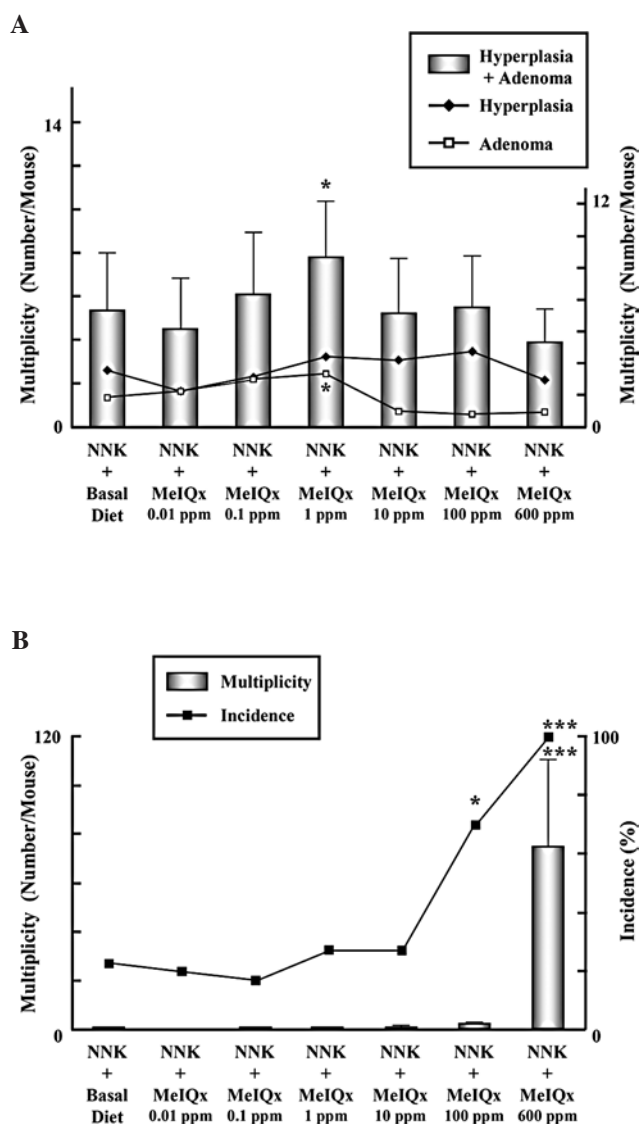 A
Hyperplasia
+ Adenoma
Hyperplasia
Adenoma
Multiplicity (Number/Mouse)
14
0
*
*
12
0
Multiplicity (Number/Mouse)
NNK NNK NNK NNK NNK NNK NNK
+ + + + + + +
Basal MeIQx MeIQx MeIQx MeIQx MeIQx MeIQx
Diet 0.01 ppm 0.1 ppm 1 ppm 10 ppm 100 ppm 600 ppm
B
Multiplicity
Incidence
Multiplicity (Number/Mouse)
120
0
*
***
***
100
0
Incidence (%)
NNK NNK NNK NNK NNK NNK NNK
+ + + + + + +
Basal MeIQx MeIQx MeIQx MeIQx MeIQx MeIQx
Diet 0.01 ppm 0.1 ppm 1 ppm 10 ppm 100 ppm 600 ppm